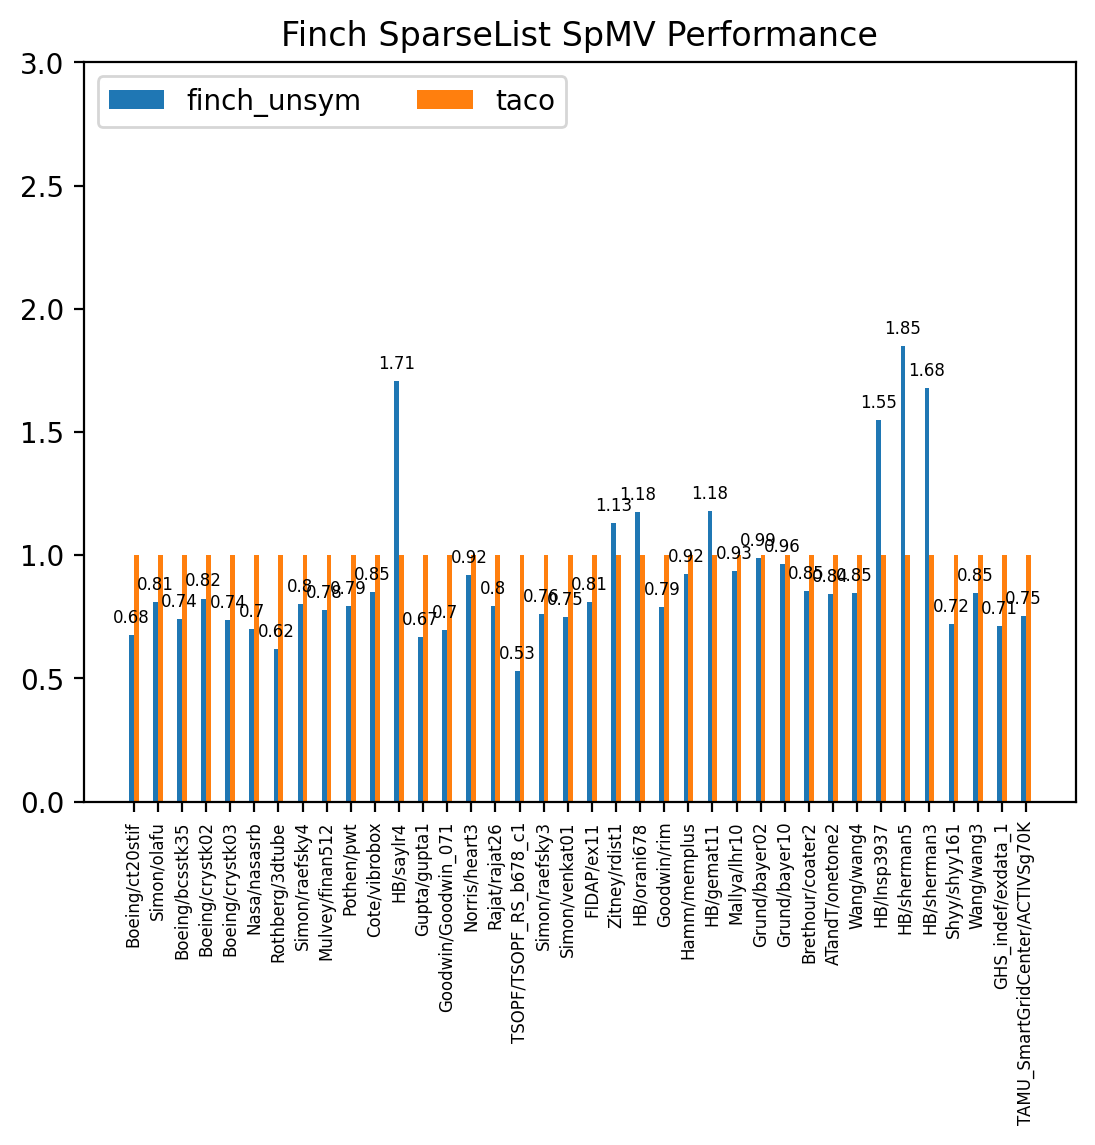 Finch SparseList SpMV Performance
finch_unsym taco
3.0
2.5
2.0
1.5
1.0
0.5
0.0
0.68
0.81
0.74
0.82
0.74
0.7
0.62
0.8
0.78
0.79
0.85
1.71
0.67
0.7
0.92
0.8
0.53
0.76
0.75
0.81
1.13
1.18
0.79
0.92
1.18
0.93
0.99
0.96
0.85
0.84
0.85
1.55
1.85
1.68
0.72
0.85
0.71
0.75
Boeing/ct20stif
Simon/olafu
Boeing/bcsstk35
Boeing/crystk02
Boeing/crystk03
Nasa/nasasrb
Rothberg/3dtube
Simon/raefsky4
Mulvey/finan512
Pothen/pwt
Cote/vibrobox
HB/saylr4
Gupta/gupta1
Goodwin/Goodwin_071
Norris/heart3
Rajat/rajat26
TSOPF/TSOPF_RS_b678_c1
Simon/raefsky3
Simon/venkat01
FIDAP/ex11
Zitney/rdist1
HB/orani678
Goodwin/rim
Hamm/memplus
HB/gemat11
Mallya/lhr10
Grund/bayer02
Grund/bayer10
Brethour/coater2
ATandT/onetone2
Wang/wang4
HB/lnsp3937
HB/sherman5
HB/sherman3
Shyy/shyy161
Wang/wang3
GHS_indef/exdata_1
TAMU_SmartGridCenter/ACTIVSg70K